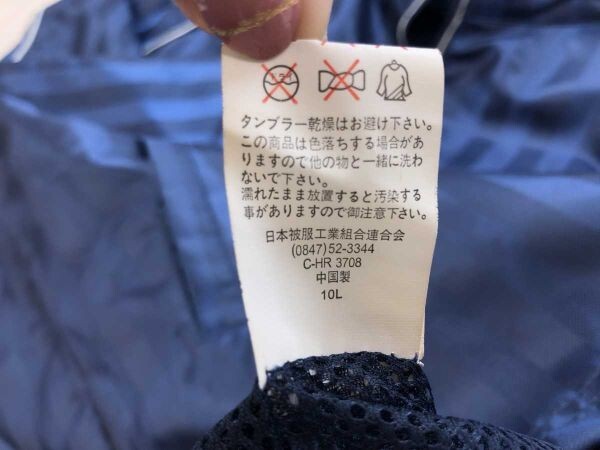 タンブラー乾燥はお避け下さい。
この商品は色落ちする場合があ
りますので他の物と一緒に洗わ
ないで下さい。
濡れたまま放置すると汚染する
事がありますので御注意下さい。
日本被服工業組合連合会
(0847)52-3344
C-HR 3708
中国製
10L